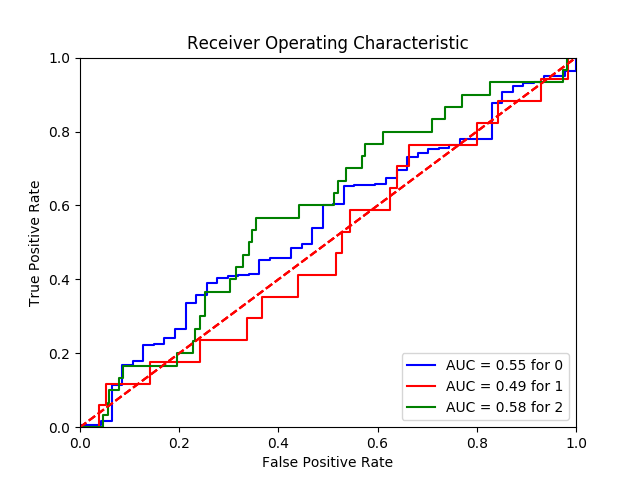 Receiver Operating Characteristic
True Positive Rate
1.0
0.8
0.6
0.4
0.2
0.0
AUC = 0.55 for 0
AUC = 0.49 for 1
AUC = 0.58 for 2
0.0 0.2 0.4 0.6 0.8 1.0
False Positive Rate